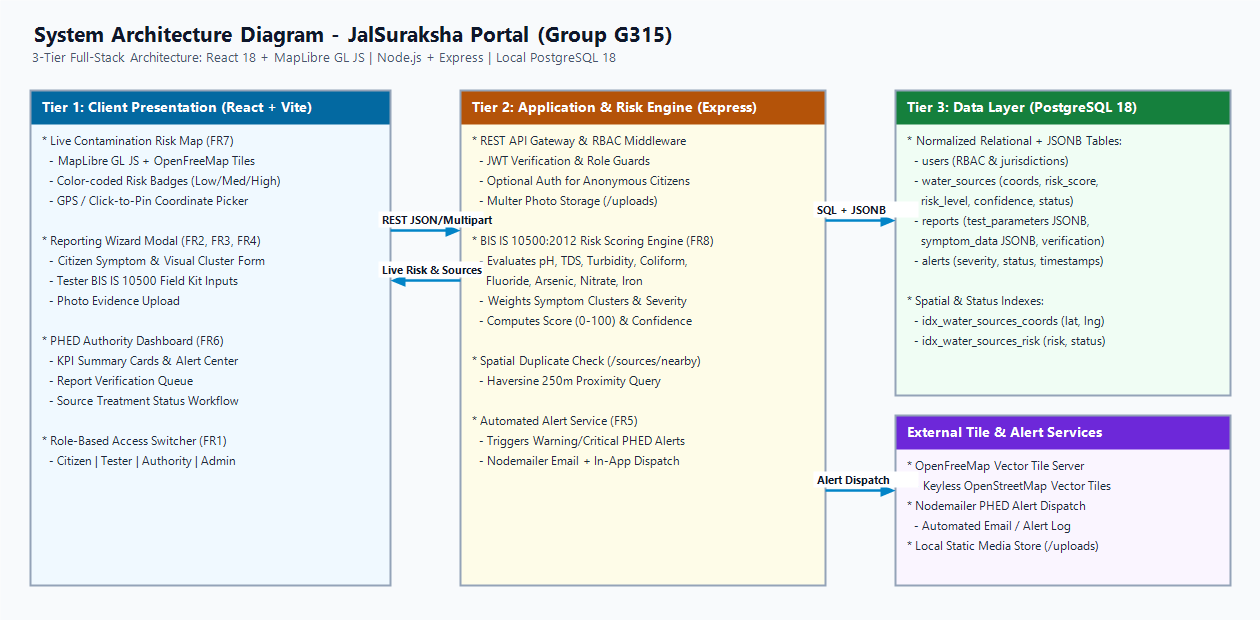 System Architecture Diagram - JalSuraksha Portal (Group G315)
3-Tier Full-Stack Architecture: React 18 + MapLibre GL JS | Node.js + Express | Local PostgreSQL 18
Tier 1: Client Presentation (React + Vite)
* Live Contamination Risk Map (FR7)
- MapLibre GL JS + OpenFreeMap Tiles
- Color-coded Risk Badges (Low/Med/High)
- GPS / Click-to-Pin Coordinate Picker
* Reporting Wizard Modal (FR2, FR3, FR4)
- Citizen Symptom & Visual Cluster Form
- Tester BIS IS 10500 Field Kit Inputs
- Photo Evidence Upload
* PHED Authority Dashboard (FR6)
- KPI Summary Cards & Alert Center
- Report Verification Queue
- Source Treatment Status Workflow
* Role-Based Access Switcher (FR1)
- Citizen | Tester | Authority | Admin
REST JSON/Multipart
Live Risk & Sources
Tier 2: Application & Risk Engine (Express)
* REST API Gateway & RBAC Middleware
- JWT Verification & Role Guards
- Optional Auth for Anonymous Citizens
- Multer Photo Storage (/uploads)
* BIS IS 10500:2012 Risk Scoring Engine (FR8)
- Evaluates pH, TDS, Turbidity, Coliform,
Fluoride, Arsenic, Nitrate, Iron
- Weights Symptom Clusters & Severity
- Computes Score (0-100) & Confidence
* Spatial Duplicate Check (/sources/nearby)
- Haversine 250m Proximity Query
* Automated Alert Service (FR5)
- Triggers Warning/Critical PHED Alerts
- Nodemailer Email + In-App Dispatch
SQL + JSONB
Alert Dispatch
Tier 3: Data Layer (PostgreSQL 18)
* Normalized Relational + JSONB Tables:
- users (RBAC & jurisdictions)
- water_sources (coords, risk_score,
risk_level, confidence, status)
- reports (test_parameters JSONB,
symptom_data JSONB, verification)
- alerts (severity, status, timestamps)
* Spatial & Status Indexes:
- idx_water_sources_coords (lat, lng)
- idx_water_sources_risk (risk, status)
External Tile & Alert Services
* OpenFreeMap Vector Tile Server
Keyless OpenStreetMap Vector Tiles
* Nodemailer PHED Alert Dispatch
- Automated Email / Alert Log
* Local Static Media Store (/uploads)